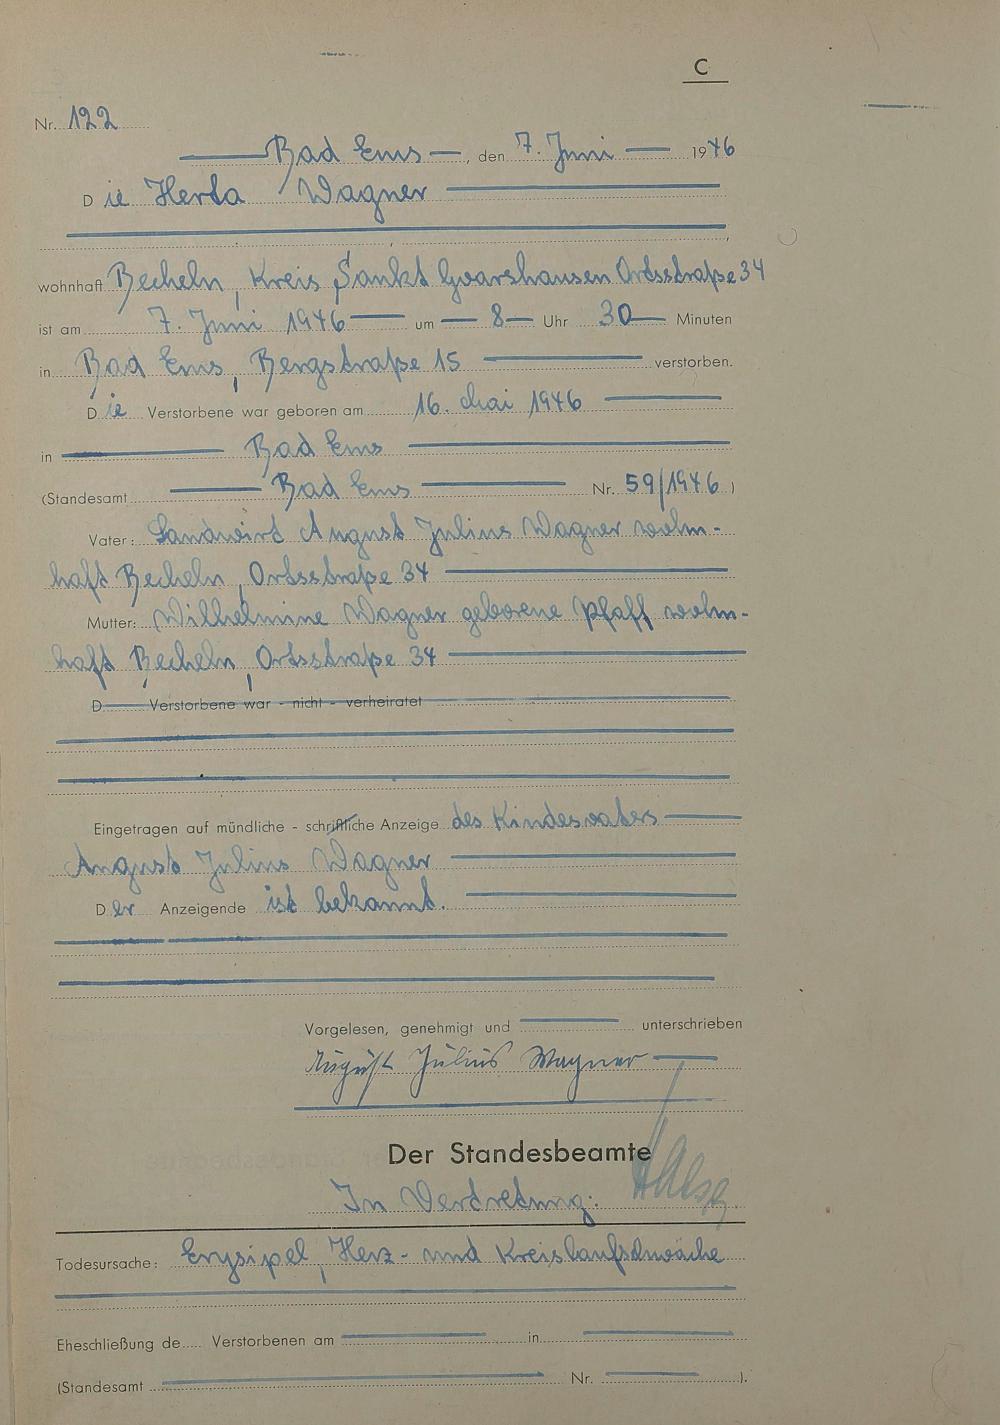 C
Nr. 122
Bad Ems, den 7. Juni 1946
Die Herta Wagner
wohnhaft Becheln, Kreis Sankt Goarshausen Ortsstraße 34
ist am 7. Juni 1946 um 8 Uhr 30 Minuten
in Bad Ems, Bergstraße 15 verstorben.
Die Verstorbene war geboren am 16. Mai 1946
in Bad Ems
(Standesamt Bad Ems Nr. 59/1946)
Vater: Landwirt August Julius Wagner wohn-
haft Becheln, Ortsstraße 34
Mutter: Wilhelmine Wagner geborene Pfaff wohn-
haft Becheln, Ortsstraße 34
D Verstorbene war - nicht - verheiratet
Eingetragen auf mündliche - schriftliche Anzeige des Kindesvaters
August Julius Wagner
Der Anzeigende ist bekannt.
Vorgelesen, genehmigt und unterschrieben
August Julius Wagner
Der Standesbeamte
In Vertretung:
Todesursache: Erysipel, Herz- und Kreislaufschwäche
Eheschließung de Verstorbenen am in
(Standesamt Nr. ).